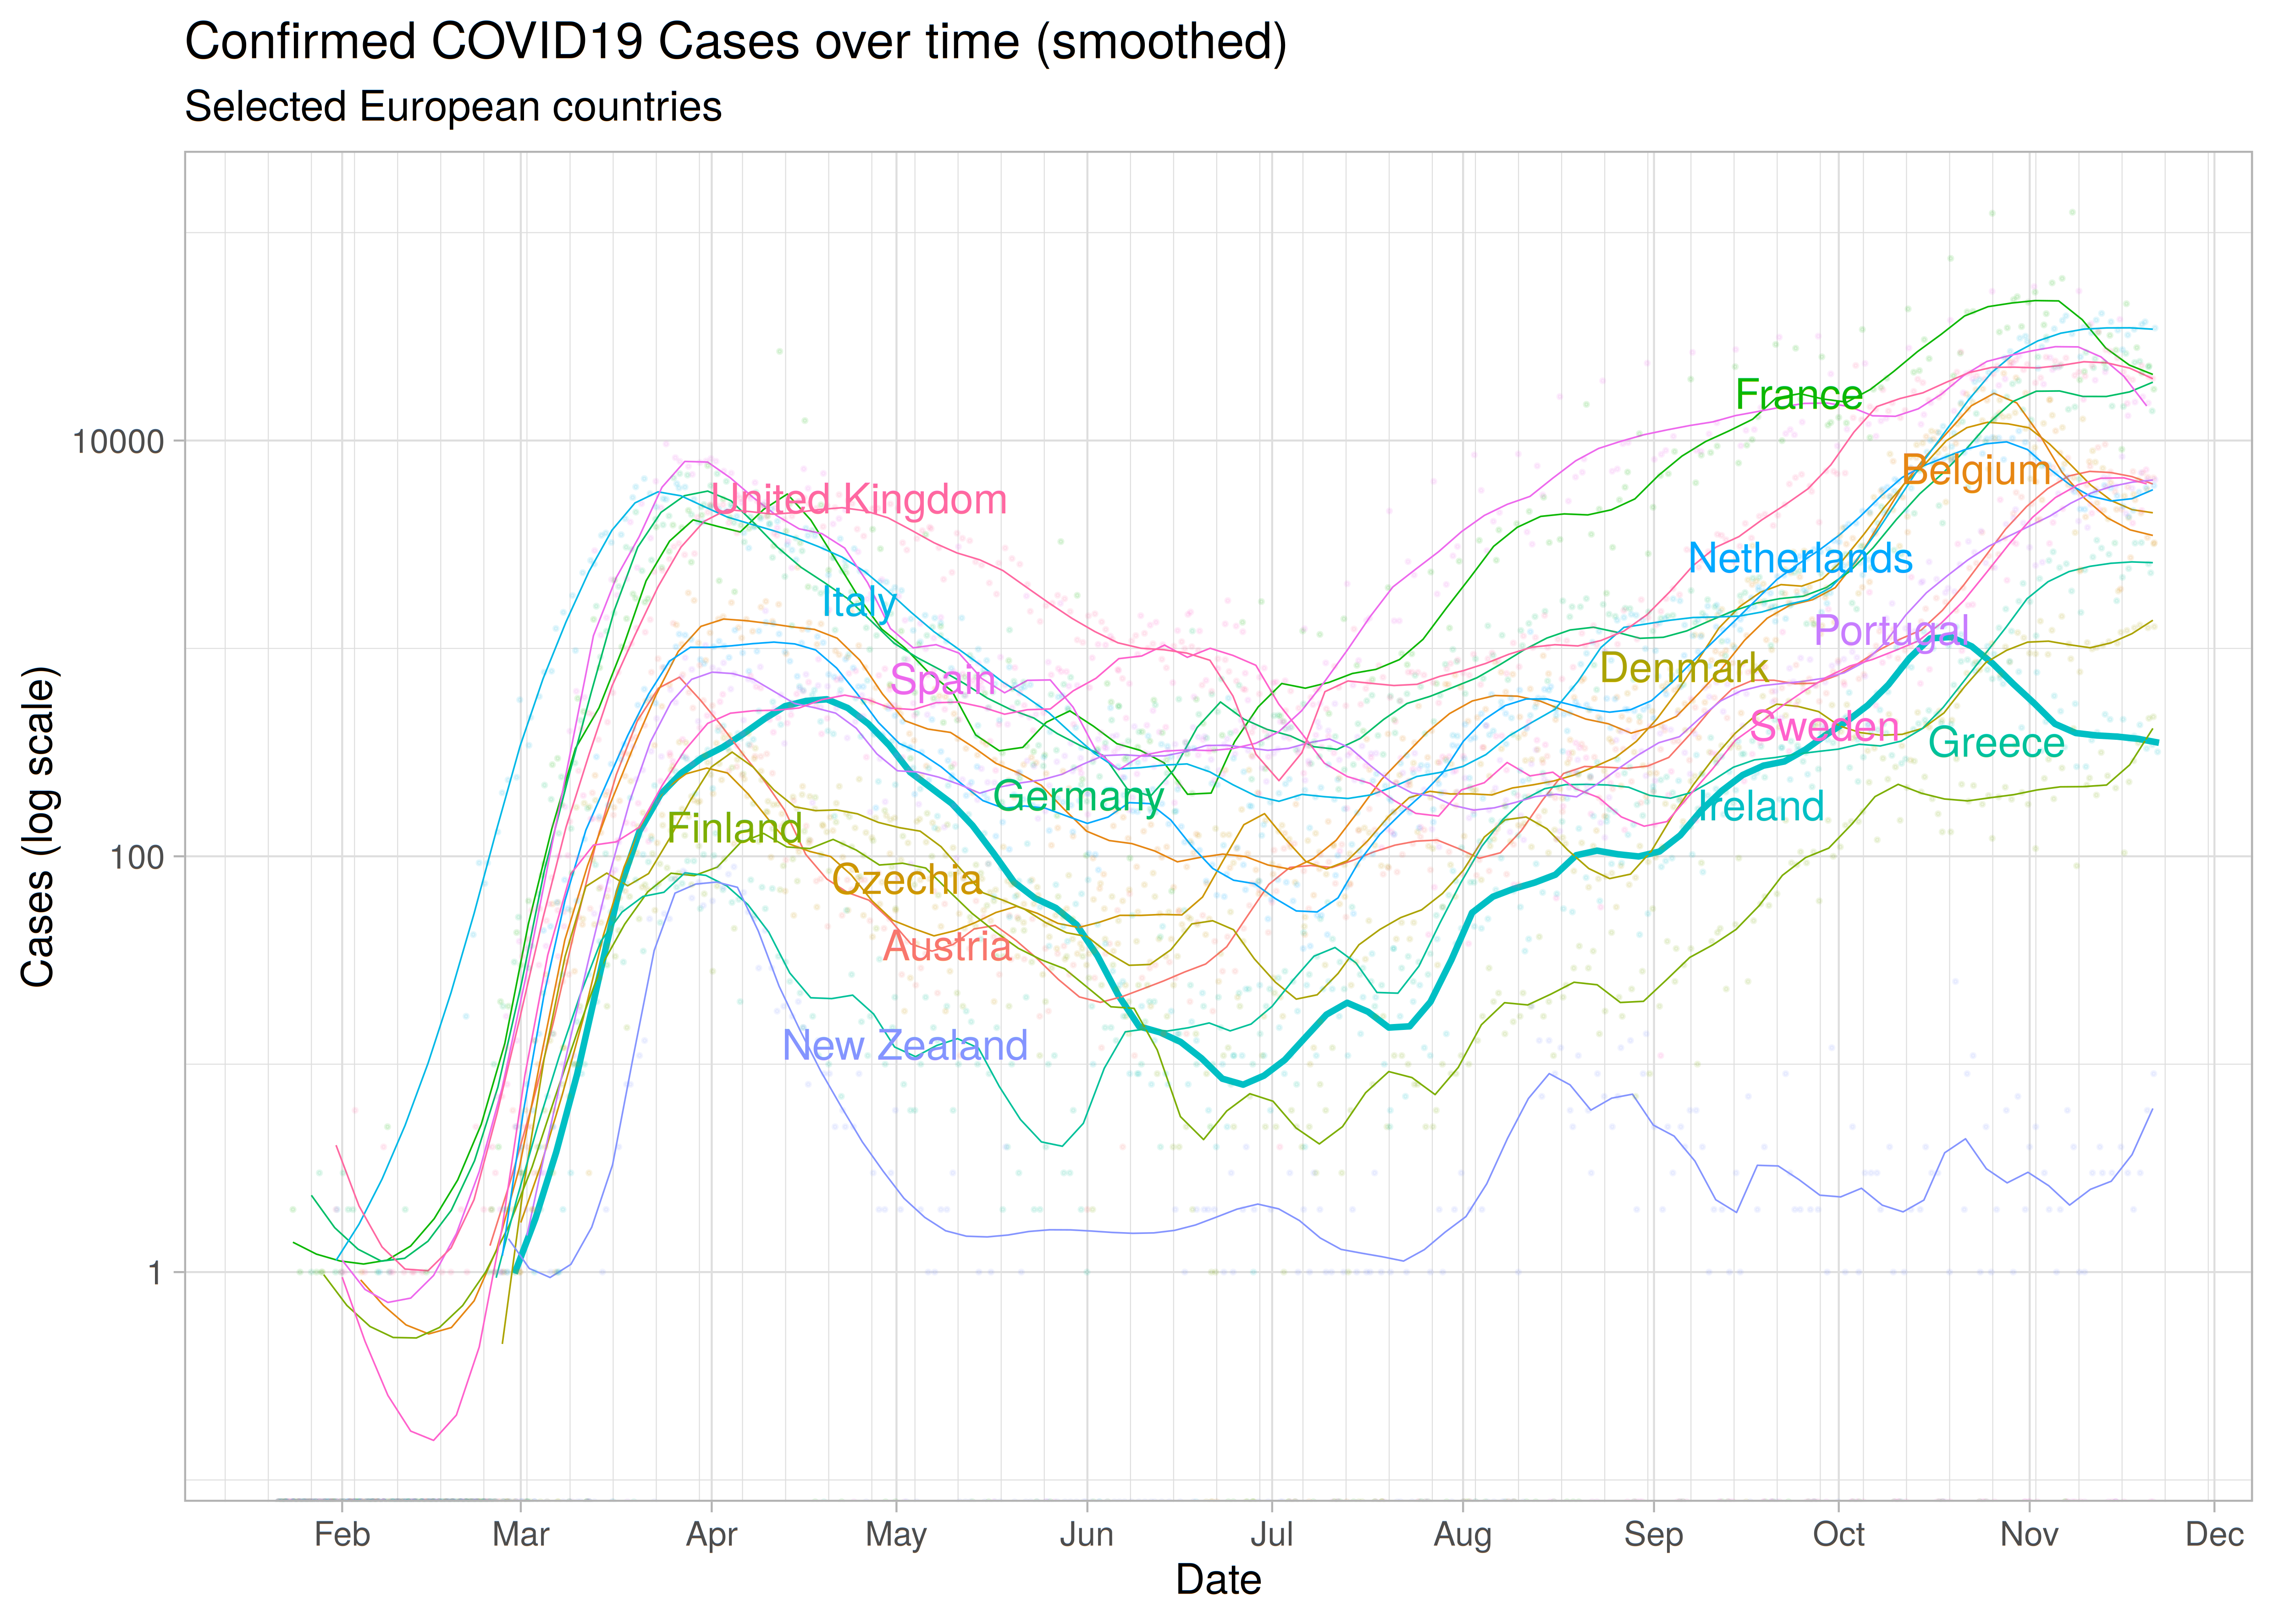 Confirmed COVID19 Cases over time (smoothed)
Selected European countries
Cases (log scale)
10000
100
1
France
Belgium
United Kingdom
Netherlands
Italy
Portugal
Denmark
Spain
Sweden
Greece
Germany
Ireland
Finland
Czechia
Austria
New Zealand
Feb Mar Apr May Jun Jul Aug Sep Oct Nov Dec
Date